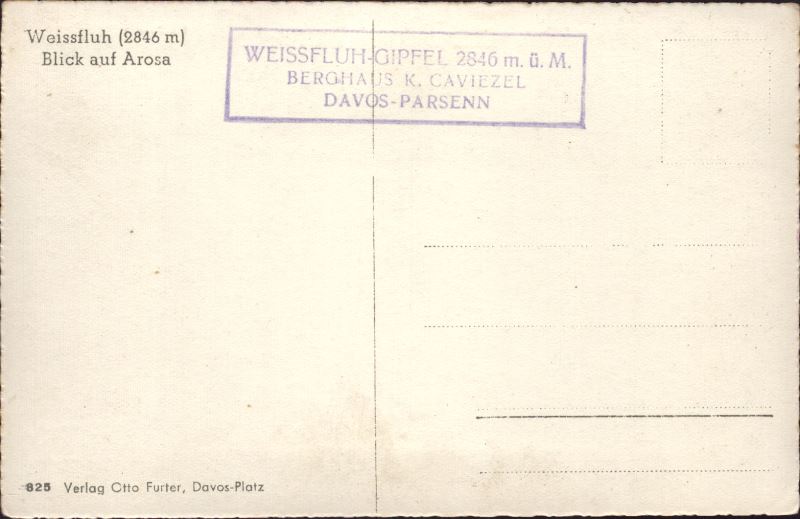 Weissfluh (2846 m)
Blick auf Arosa
WEISSFLUH-GIPFEL 2846 m. ü. M.
BERGHAUS K. CAVIEZEL
DAVOS-PARSENN
825 Verlag Otto Furter, Davos-Platz